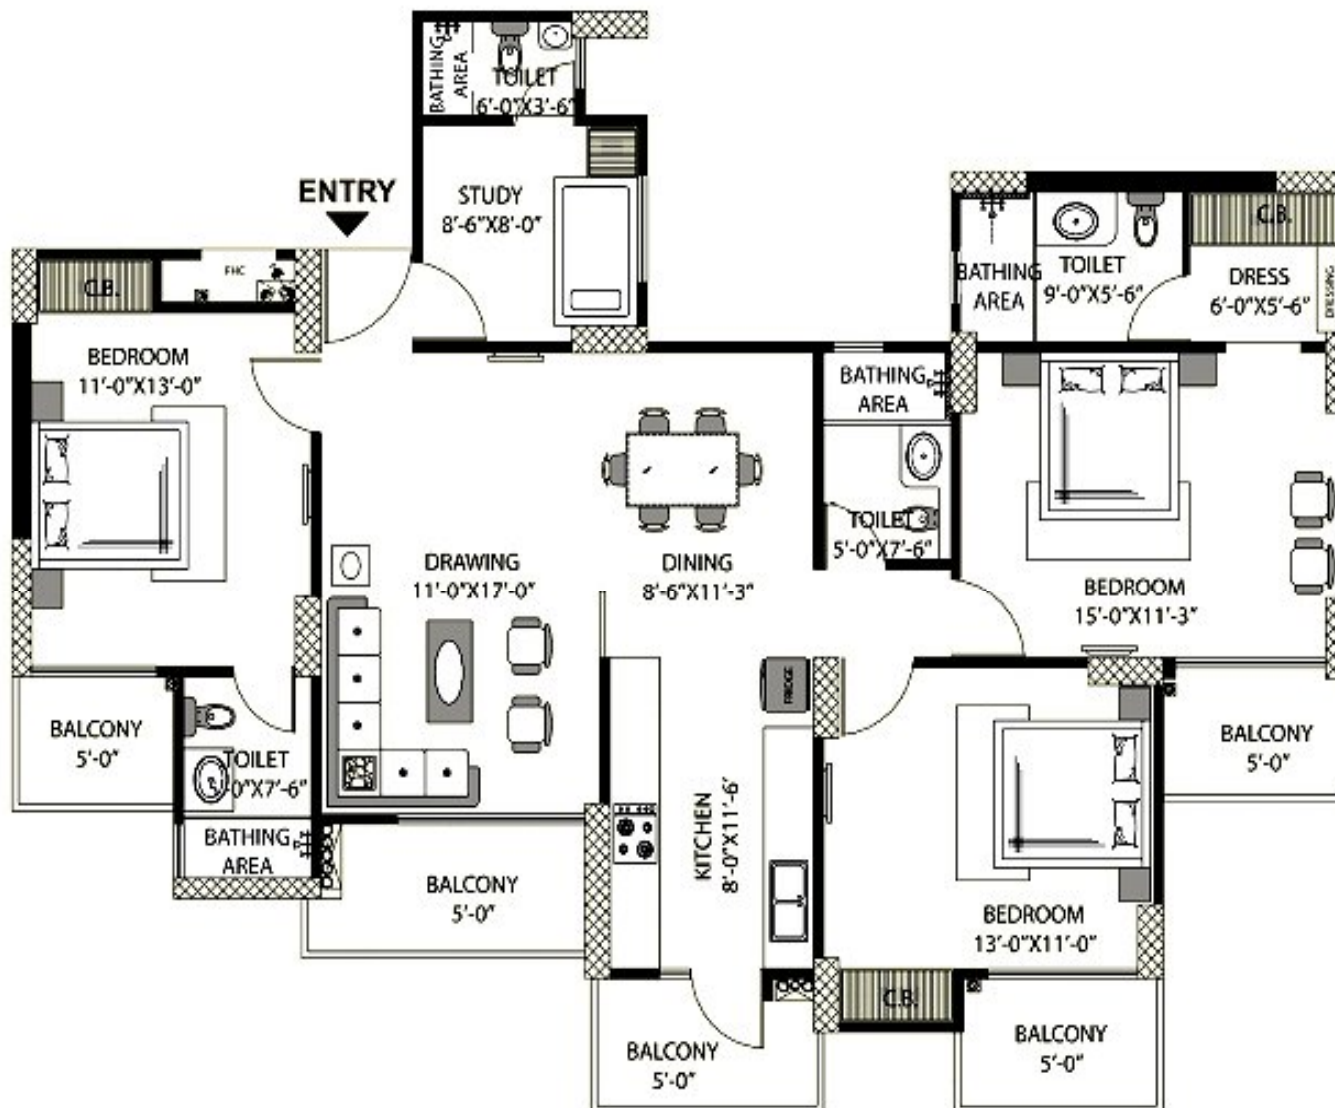 BATHING
AREA
TOILET
6'-0"X3'-6"
ENTRY
STUDY
8'-6"X8'-0"
C.B.
FHC
BEDROOM
11'-0"X13'-0"
BATHING
AREA
TOILET
9'-0"X5'-6"
C.B.
DRESS
6'-0"X5'-6"
DRESSING
BATHING
AREA
TOILET
5'-0"X7'-6"
DRAWING
11'-0"X17'-0"
DINING
8'-6"X11'-3"
BEDROOM
15'-0"X11'-3"
FRIDGE
BALCONY
5'-0"
TOILET
0"X7'-6"
BATHING
AREA
BALCONY
5'-0"
KITCHEN
8'-0"X11'-6'
BALCONY
5'-0"
BEDROOM
13'-0"X11'-0"
C.B.
BALCONY
5'-0"
BALCONY
5'-0"